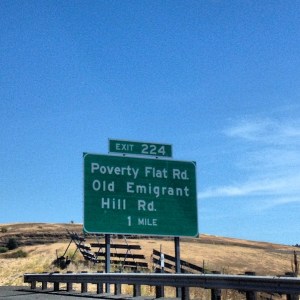 EXIT 224
Poverty Flat Rd.
Old Emigrant
Hill Rd.
1 MILE